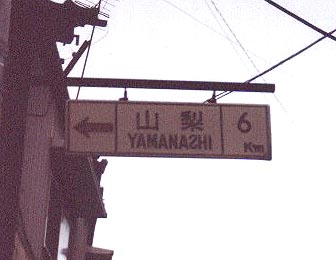 ← 山梨 6
YAMANASHI Km